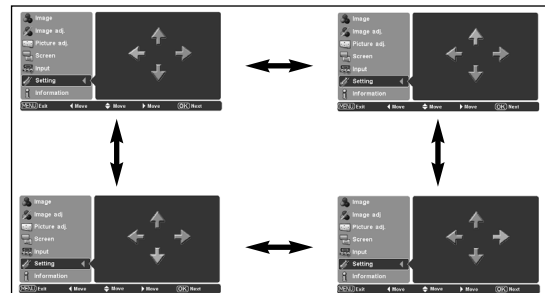 Image
Image adj.
Picture adj.
Screen
Input
Setting
Information
MENU Exit Move Move Move OK Next
Image
Image adj.
Picture adj.
Screen
Input
Setting
Information
MENU Exit Move Move Move OK Next
Image
Image adj.
Picture adj.
Screen
Input
Setting
Information
MENU Exit Move Move Move OK Next
Image
Image adj.
Picture adj.
Screen
Input
Setting
Information
MENU Exit Move Move Move OK Next